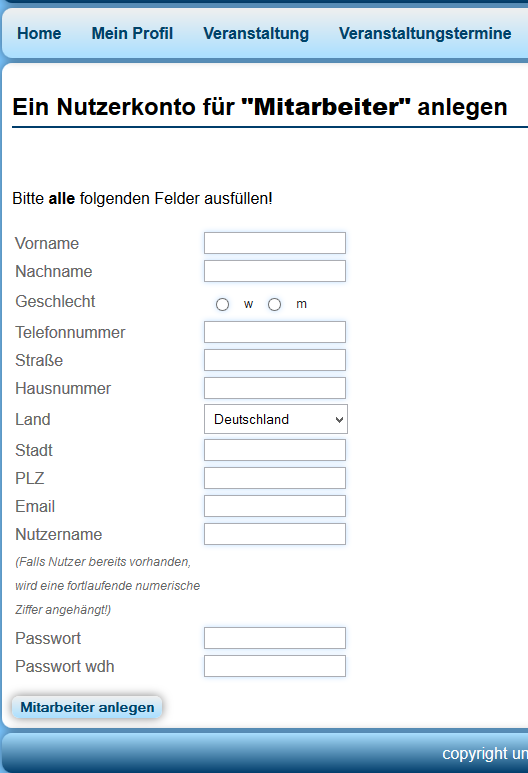 Home Mein Profil Veranstaltung Veranstaltungstermine
Ein Nutzerkonto für "Mitarbeiter" anlegen
Bitte alle folgenden Felder ausfüllen!
Vorname
Nachname
Geschlecht w m
Telefonnummer
Straße
Hausnummer
Land Deutschland
Stadt
PLZ
Email
Nutzername
(Falls Nutzer bereits vorhanden,
wird eine fortlaufende numerische
Ziffer angehängt!)
Passwort
Passwort wdh
Mitarbeiter anlegen
copyright